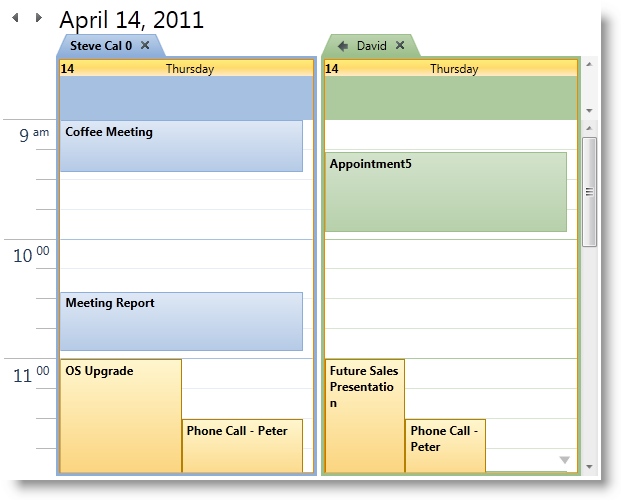 April 14, 2011
Steve Cal 0
David
14 Thursday
14 Thursday
9 am
Coffee Meeting
Appointment5
10 00
Meeting Report
11 00
OS Upgrade
Phone Call - Peter
Future Sales
Presentatio
n
Phone Call -
Peter